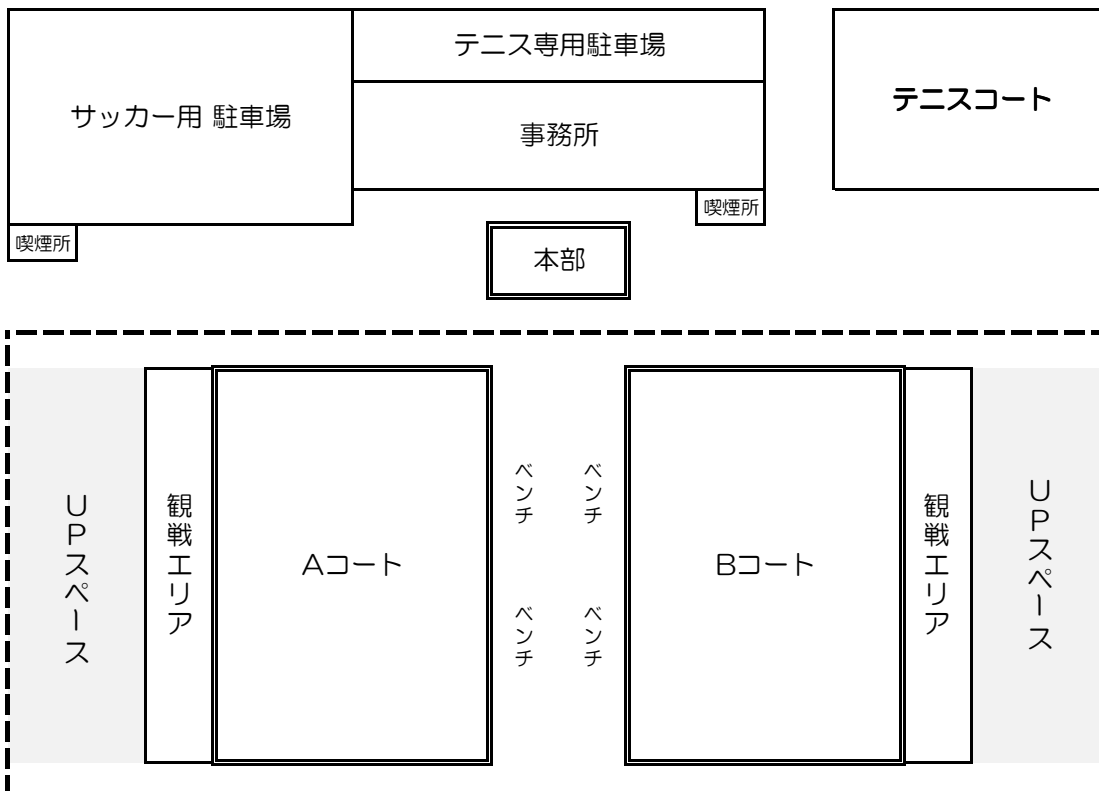 テニス専用駐車場
サッカー用 駐車場
テニスコート
事務所
喫煙所
喫煙所
本部
UPスペース
観戦エリア
Aコート
ベンチ
ベンチ
ベンチ
ベンチ
Bコート
観戦エリア
UPスペース